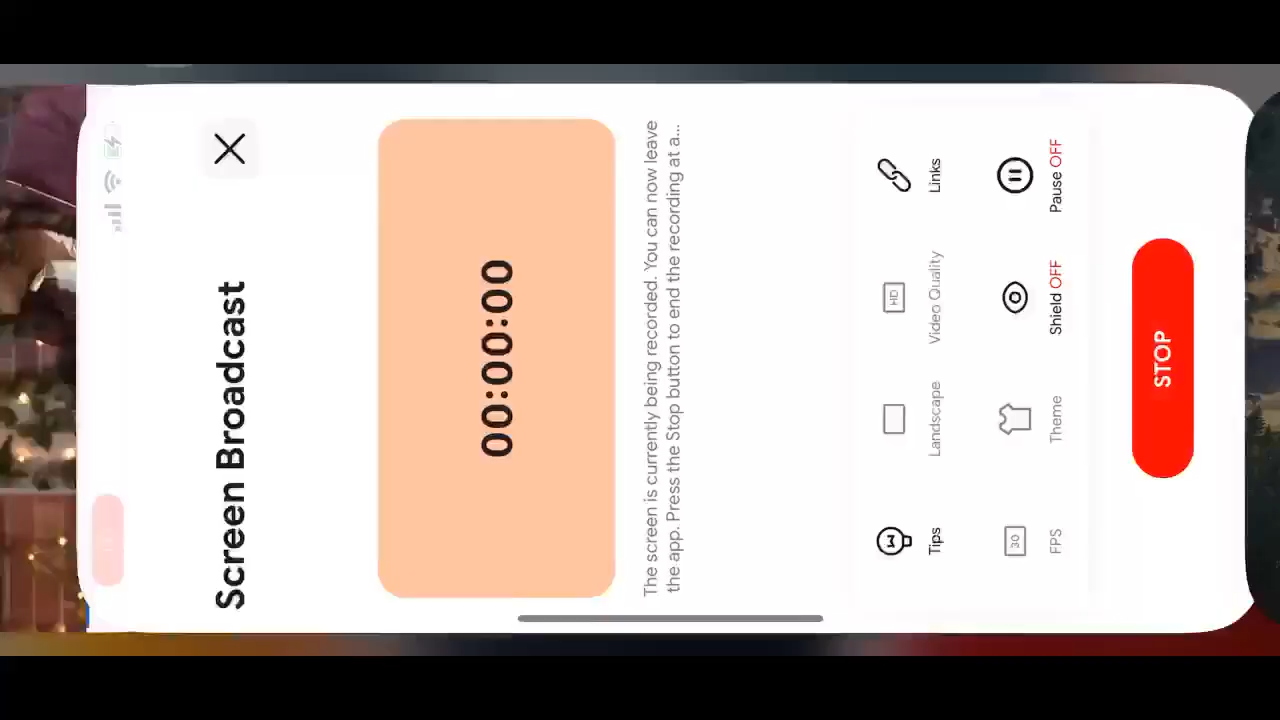 Screen Broadcast
00:00:00
The screen is currently being recorded. You can now leave
the app. Press the Stop button to end the recording at a...
Tips
Landscape
HD
Video Quality
Links
30
FPS
Theme
Shield OFF
Pause OFF
STOP